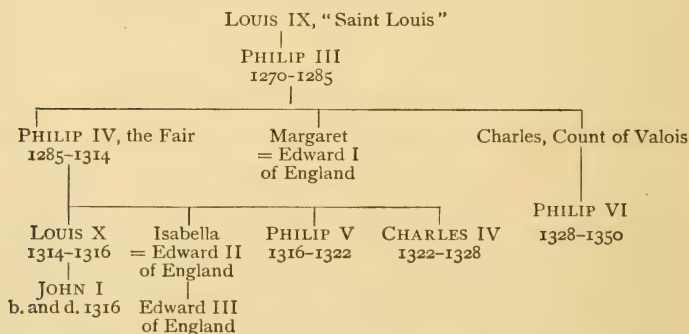 LOUIS IX, "Saint Louis"
PHILIP III
1270-1285
PHILIP IV, the Fair
1285-1314
Margaret
= Edward I
of England
Charles, Count of Valois
PHILIP VI
1328-1350
LOUIS X
1314-1316
JOHN I
b. and d. 1316
Isabella
= Edward II
of England
Edward III
of England
PHILIP V
1316-1322
CHARLES IV
1322-1328